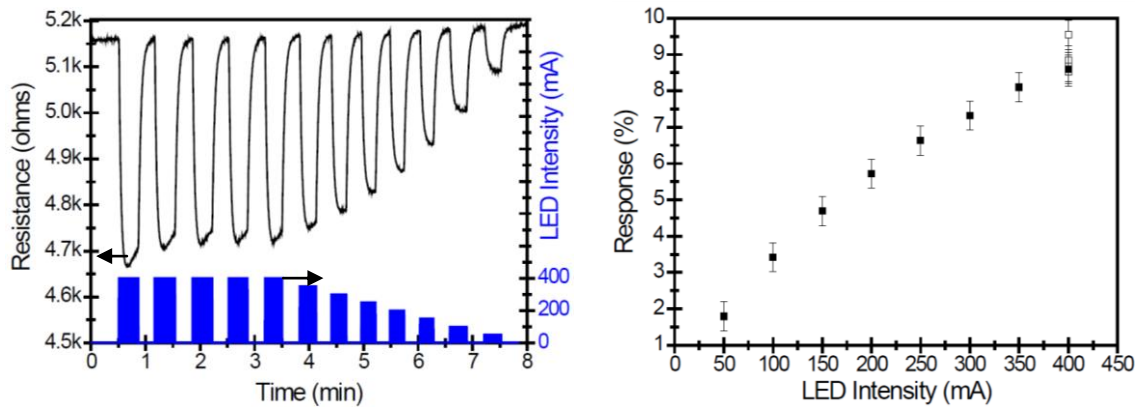 5.2k
5.1k
5.0k
4.9k
4.8k
4.7k
4.6k
4.5k
Resistance (ohms)
400
200
0
LED Intensity (mA)
0 1 2 3 4 5 6 7 8
Time (min)
10
9
8
7
6
5
4
3
2
1
Response (%)
0 50 100 150 200 250 300 350 400 450
LED Intensity (mA)